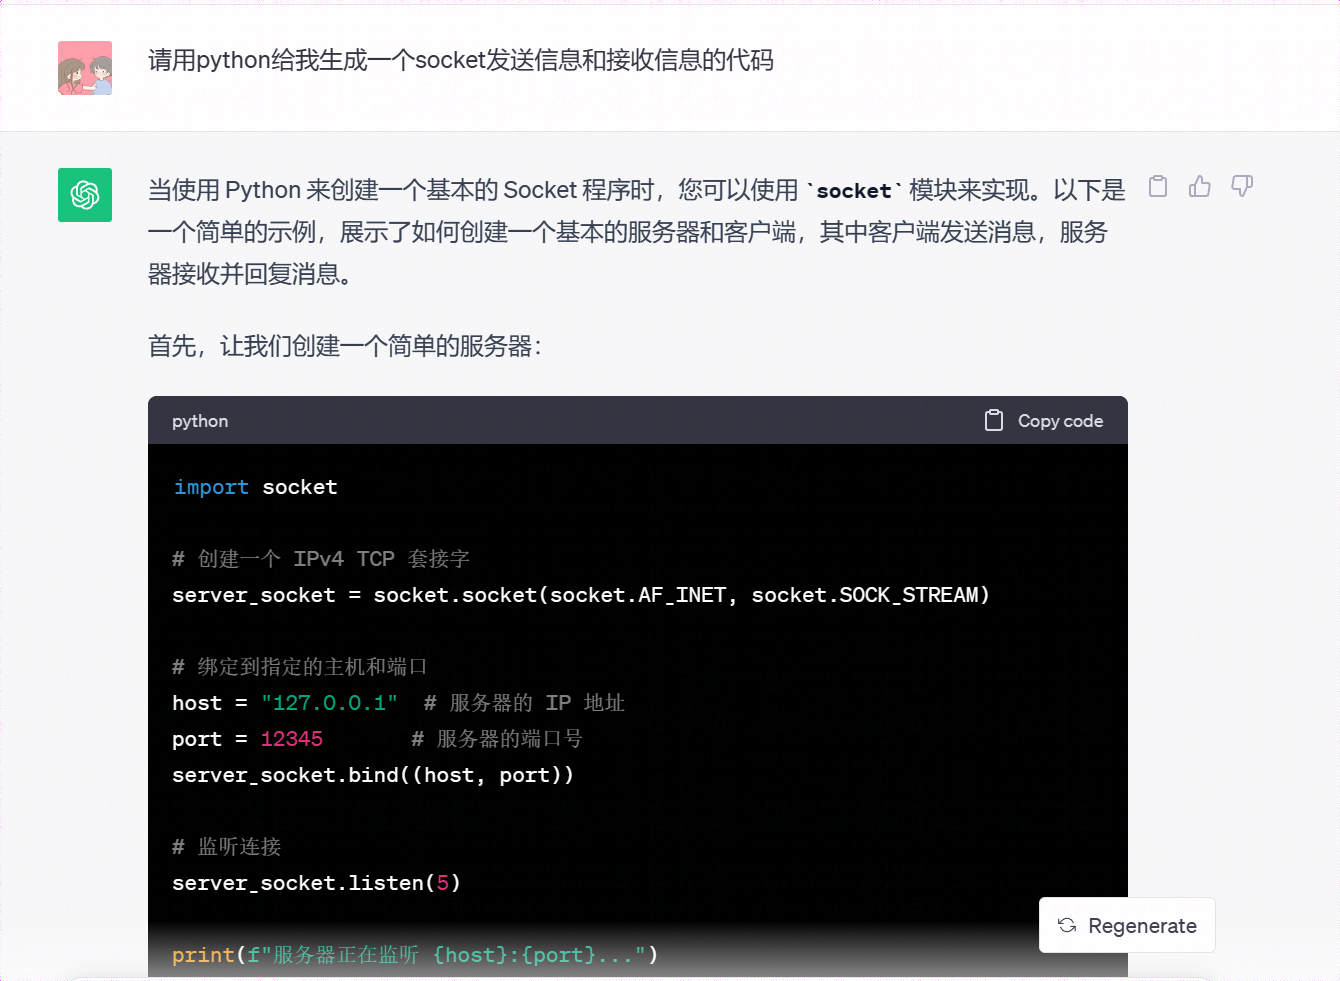 请用python给我生成一个socket发送信息和接收信息的代码
当使用 Python 来创建一个基本的 Socket 程序时，您可以使用 `socket` 模块来实现。以下是
一个简单的示例，展示了如何创建一个基本的服务器和客户端，其中客户端发送消息，服务
器接收并回复消息。
首先，让我们创建一个简单的服务器：
python
Copy code
import socket
# 创建一个 IPv4 TCP 套接字
server_socket = socket.socket(socket.AF_INET, socket.SOCK_STREAM)
# 绑定到指定的主机和端口
host = "127.0.0.1"  # 服务器的 IP 地址
port = 12345       # 服务器的端口号
server_socket.bind((host, port))
# 监听连接
server_socket.listen(5)
print(f"服务器正在监听 {host}:{port}...")
Regenerate